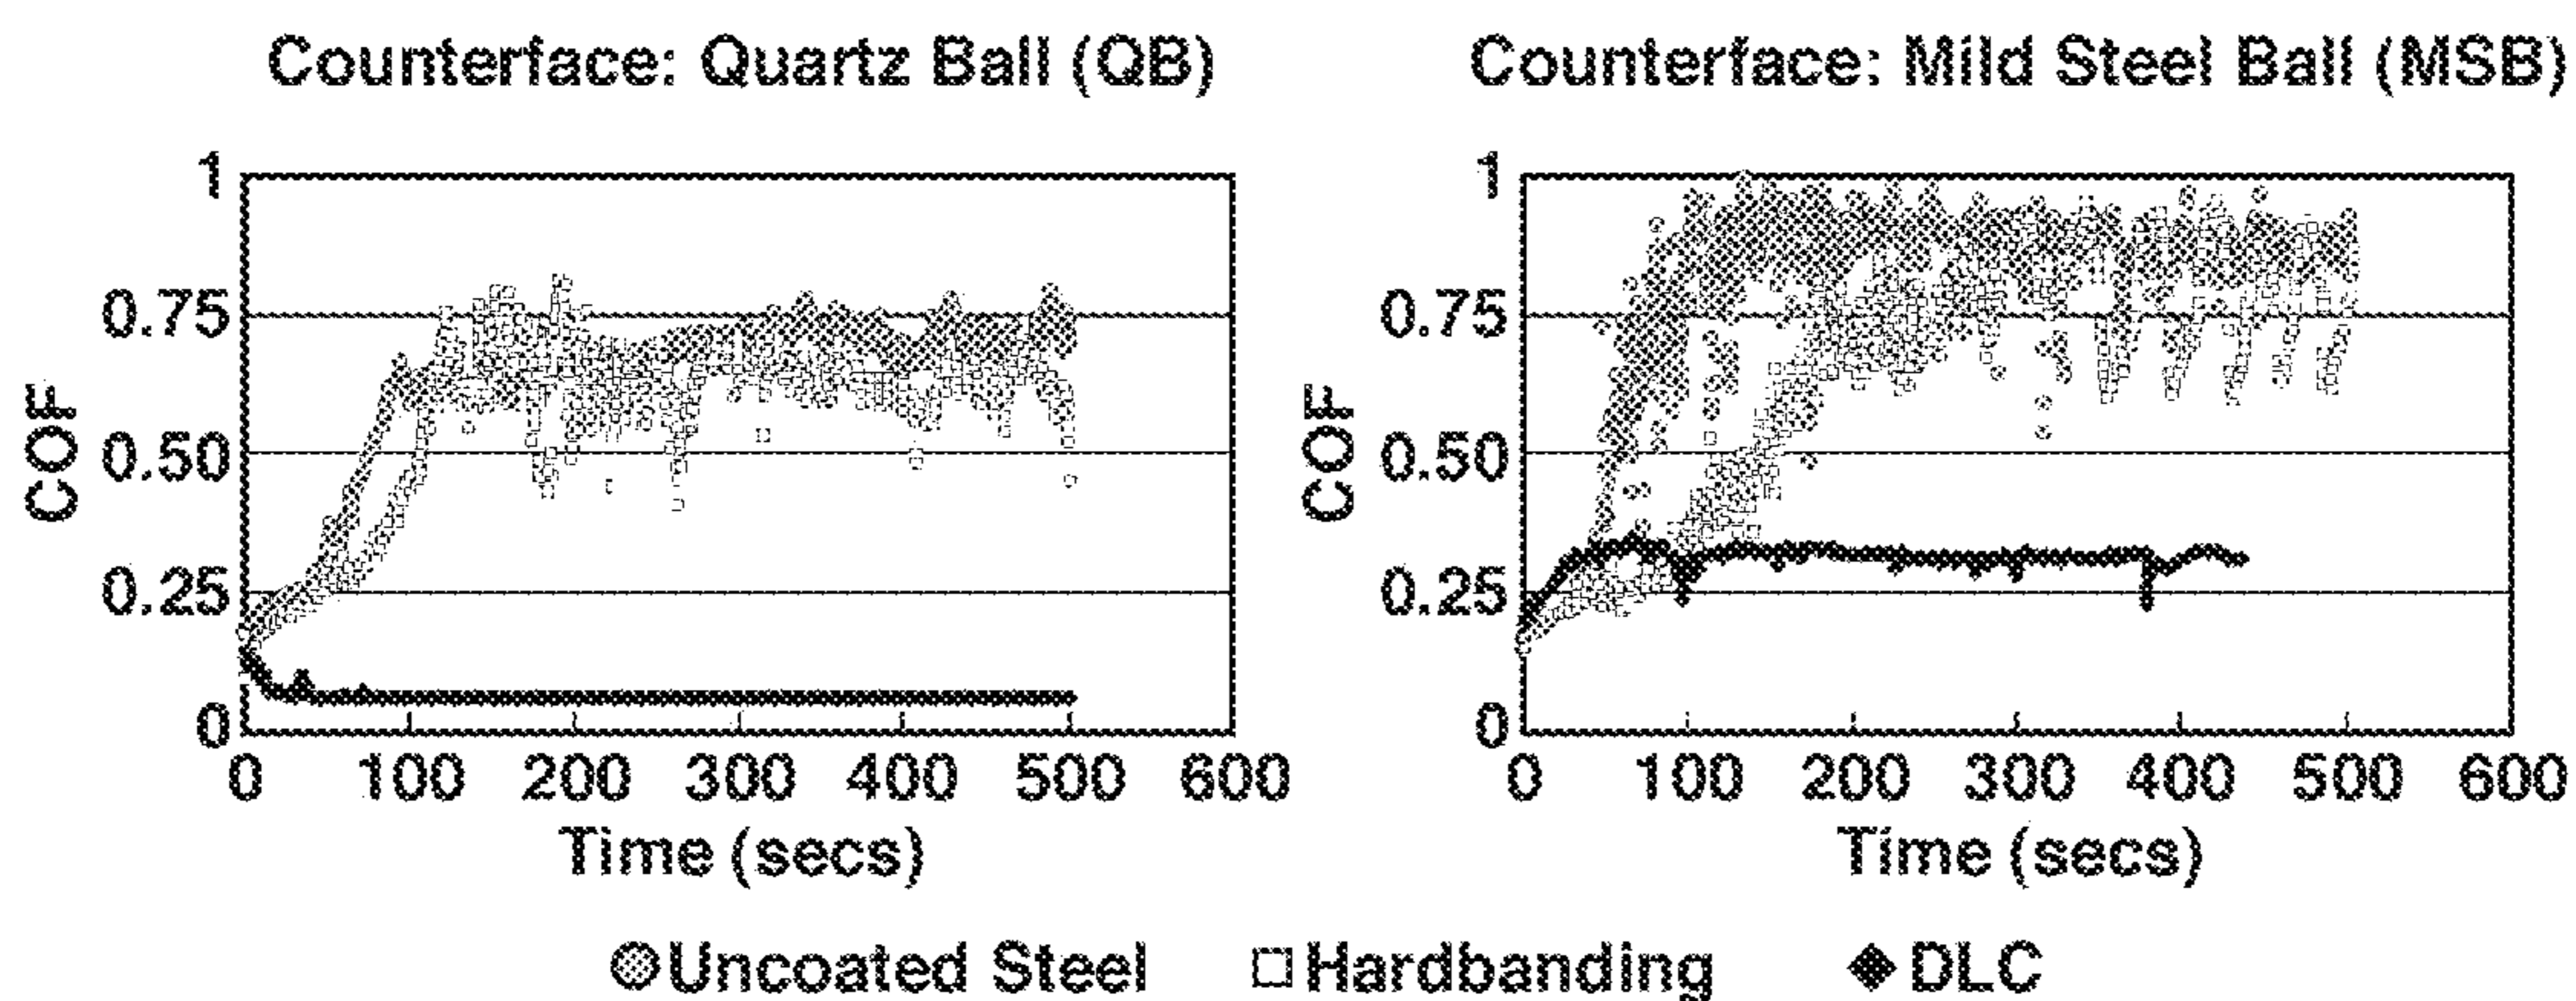 Counterface: Quartz Ball (QB)
Counterface: Mild Steel Ball (MSB)
COF
1
0.75
0.50
0.25
0
0 100 200 300 400 500 600
Time (secs)
COF
1
0.75
0.50
0.25
0
0 100 200 300 400 500 600
Time (secs)
Uncoated Steel
Hardbanding
DLC